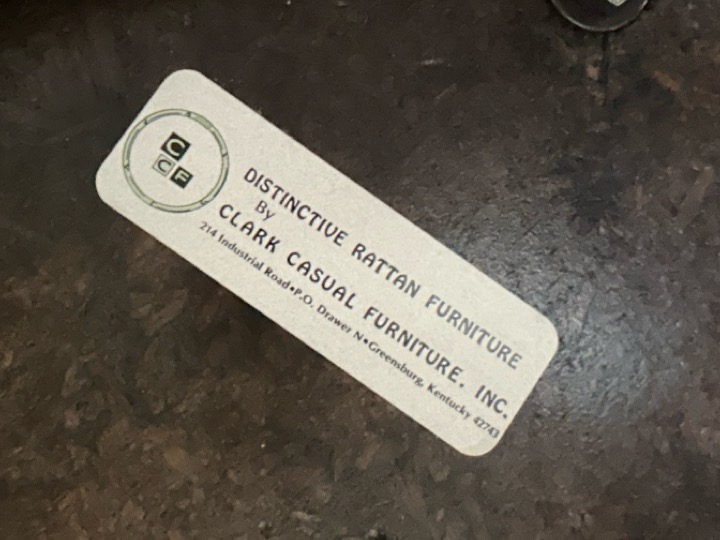 C
C F
DISTINCTIVE RATTAN FURNITURE
By
CLARK CASUAL FURNITURE, INC.
214 Industrial Road•P.O. Drawer N•Greensburg, Kentucky 42743